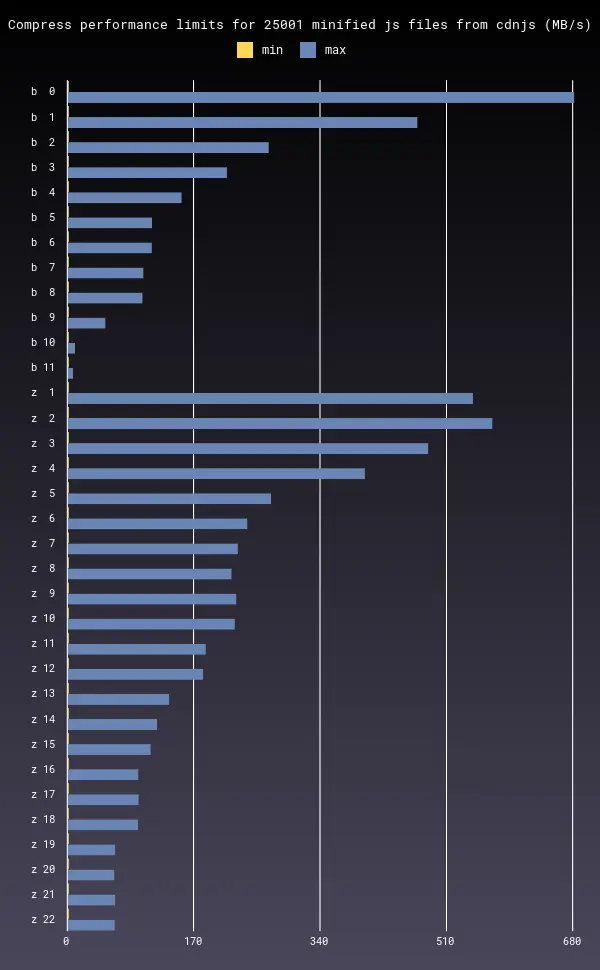 Compress performance limits for 25001 minified js files from cdnjs (MB/s)
min max
b 0
b 1
b 2
b 3
b 4
b 5
b 6
b 7
b 8
b 9
b 10
b 11
z 1
z 2
z 3
z 4
z 5
z 6
z 7
z 8
z 9
z 10
z 11
z 12
z 13
z 14
z 15
z 16
z 17
z 18
z 19
z 20
z 21
z 22
0 170 340 510 680